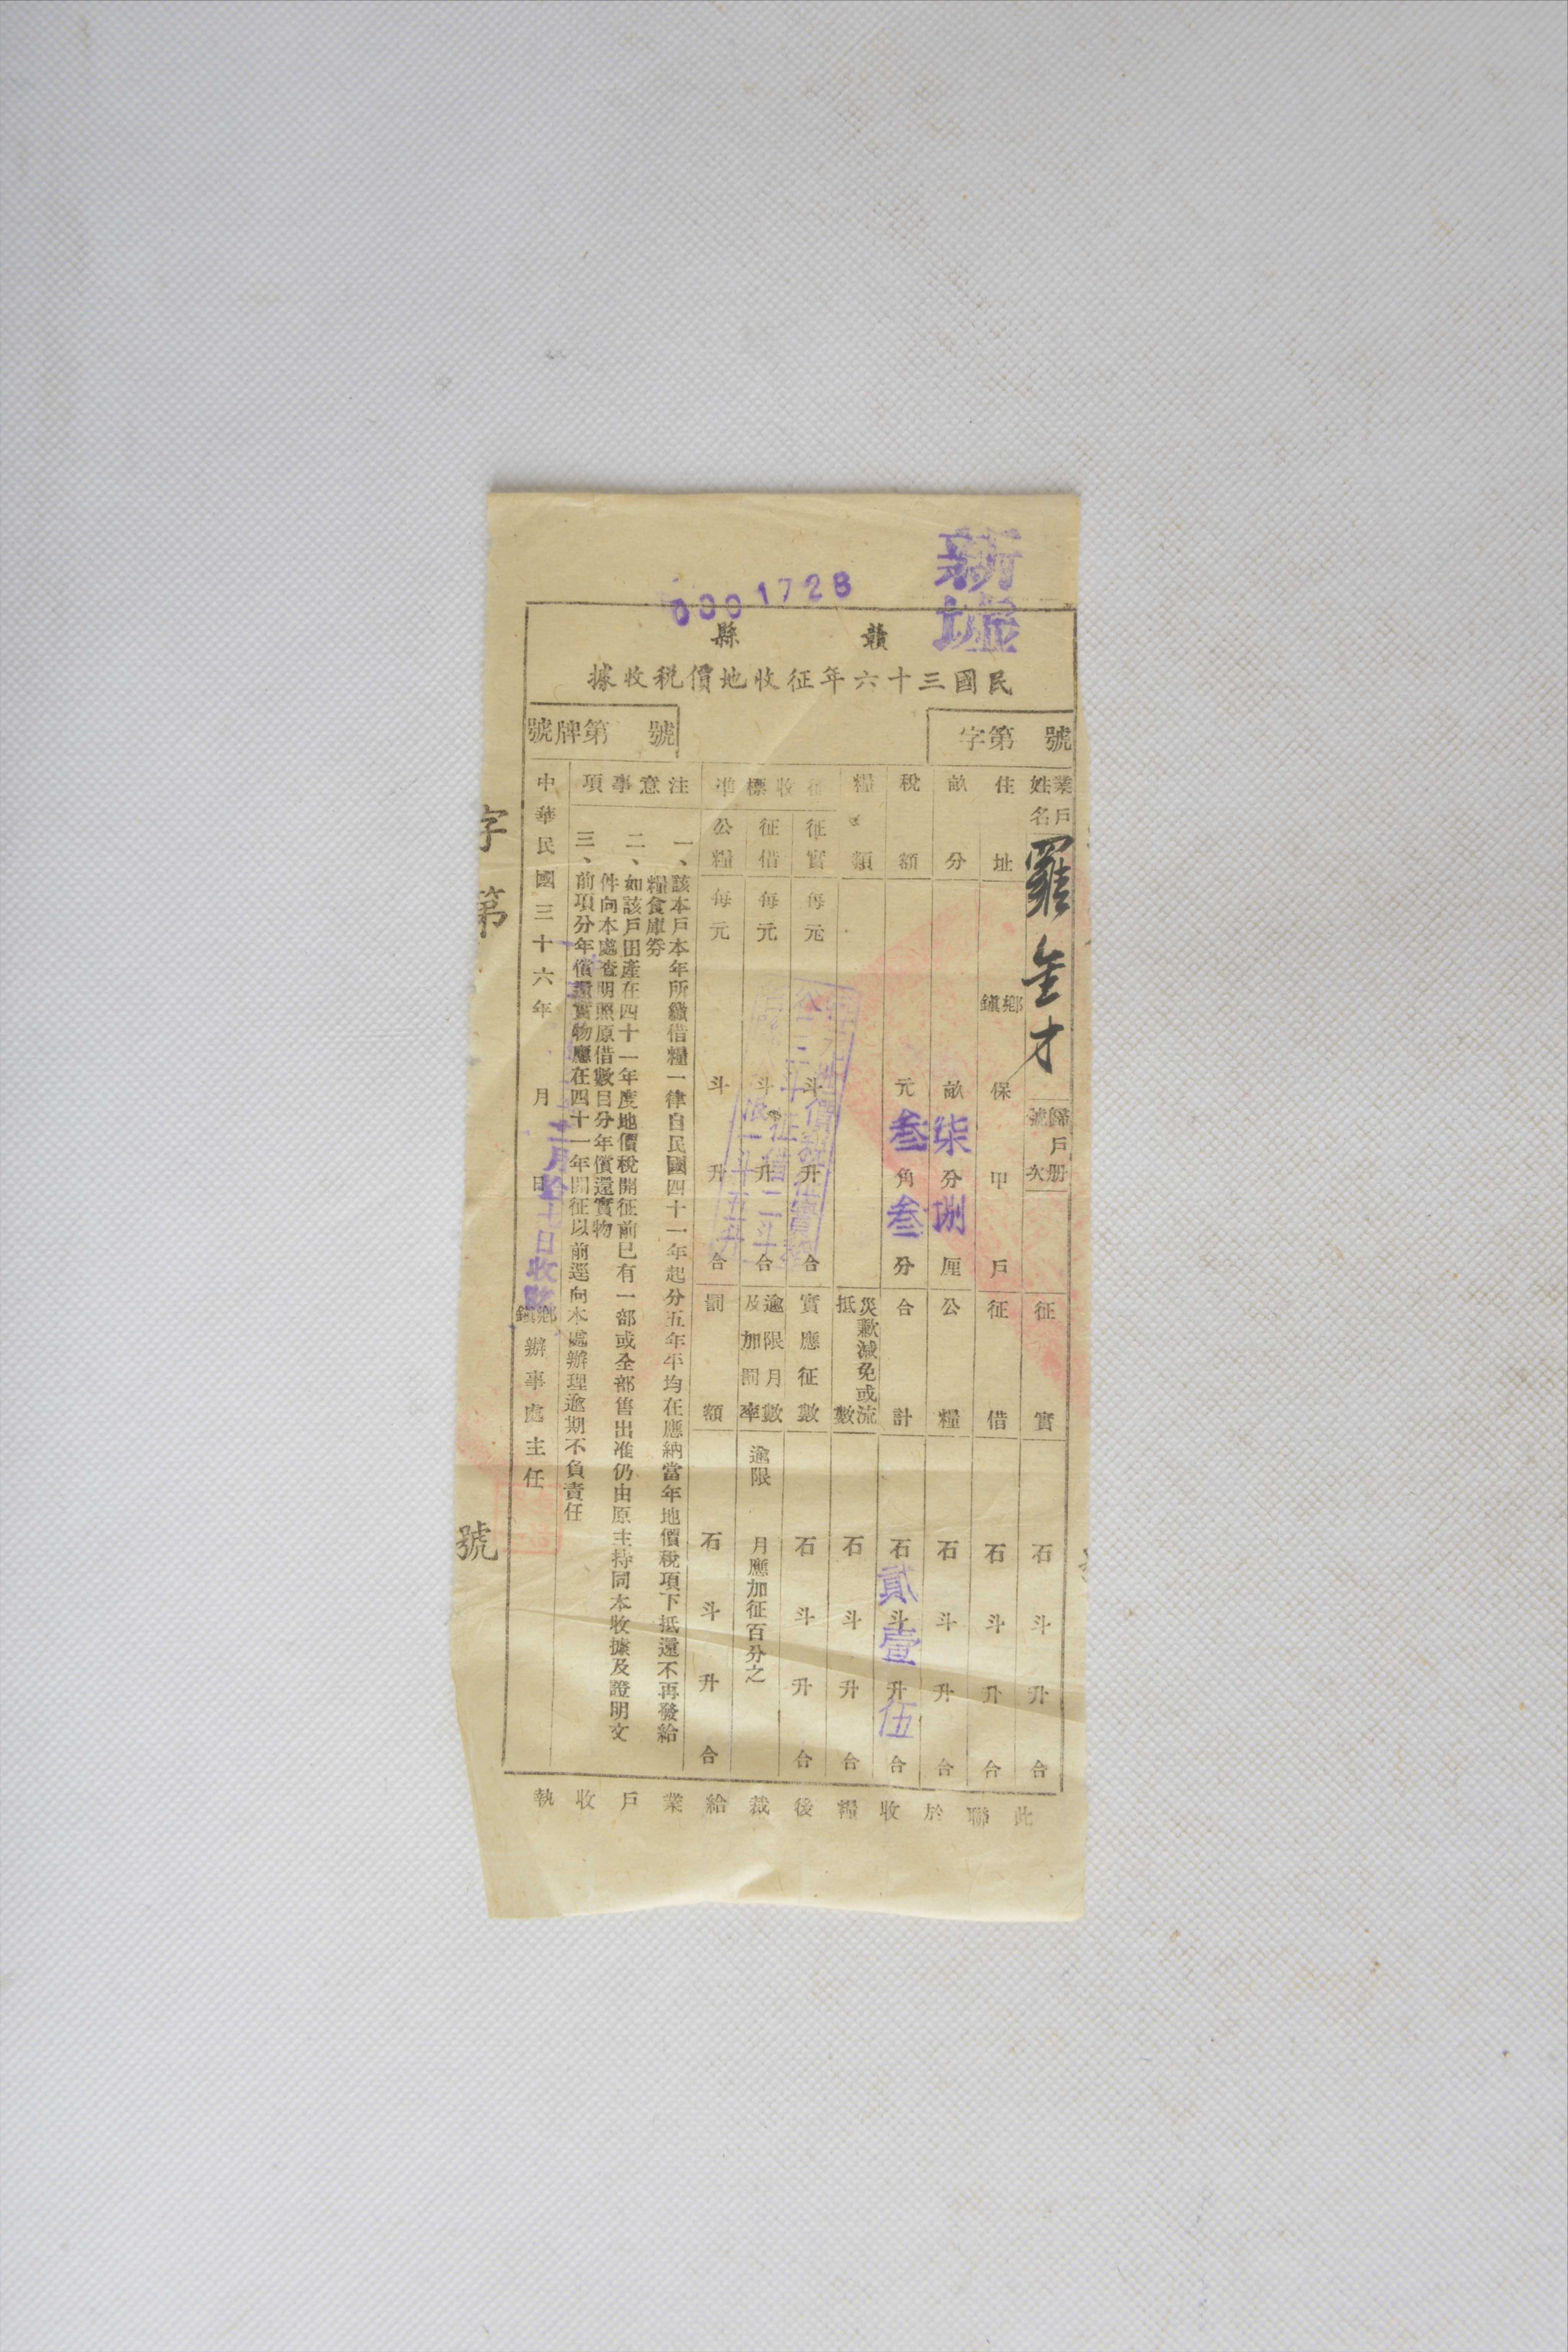 新墟
0001728
贛縣
民國三十六年征收地價税收據
字第 號
號牌第 號
業戶姓名 羅金才 歸戶册號次
住址 鄉鎮 保 甲 戶
畝分 畝 柒 分 捌 厘
税額 元 叁 角 叁 分
糧額
征收標准
征實 每元 斗 升 合
征借 每元 斗 升 合
公糧 每元 斗 升 合
征實 石 斗 升 合
征借 石 斗 升 合
公糧 石 斗 升 合
合計 石 貳 斗 壹 升 伍 合
災歉減免或流抵數 石 斗 升 合
實應征數 石 斗 升 合
逾限月數及加罰率 逾限 月應加征百分之
罰額 石 斗 升 合
注意事項
一、該本戶本年所繳借糧一律自民國四十一年起分五年平均在應納當年地價税項下抵還不再發給
糧食庫券
二、如該戶田產在四十一年度地價税開征前已有一部或全部售出准仍由原主持同本收據及證明文
件向本處查明照原借數目分年償還實物
三、前項分年償還實物應在四十一年開征以前逕向本處辦理逾期不負責任
中華民國三十六年 月 日
鄉鎮辦事處主任
字第
號
此聯於收糧後裁給業戶收執